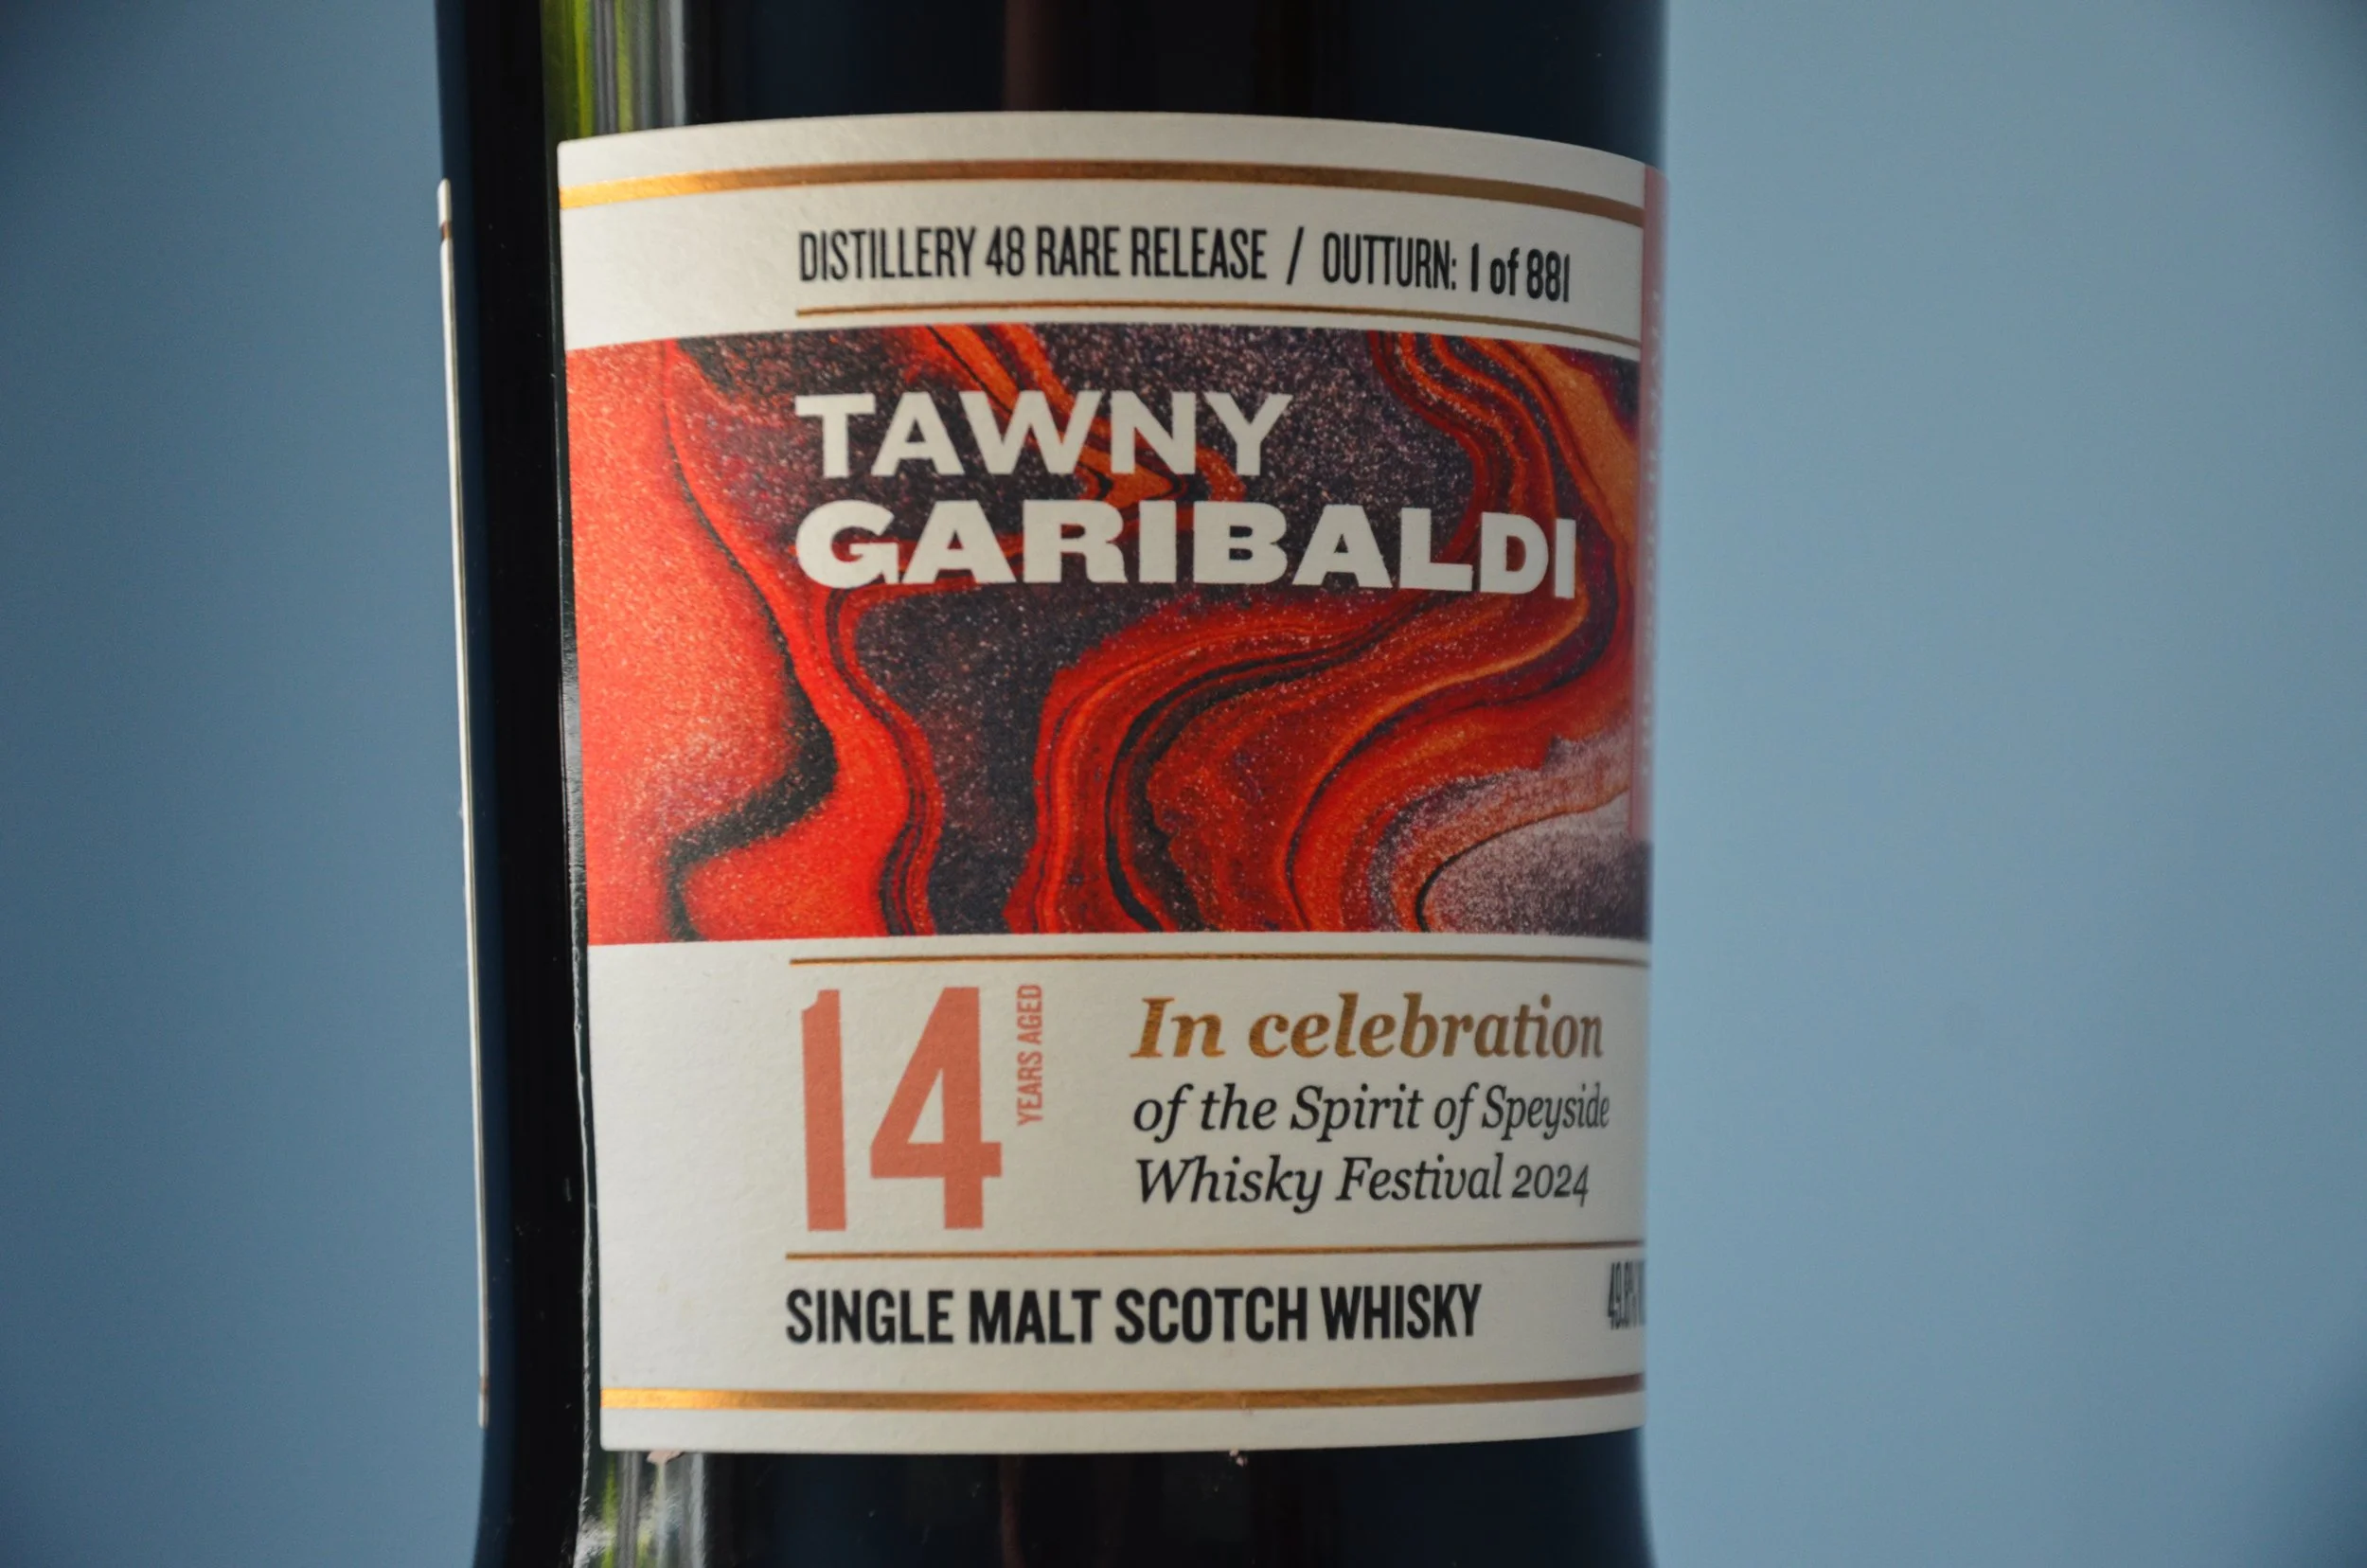 DISTILLERY 48 RARE RELEASE / OUTTURN: 1 of 881
TAWNY
GARIBALDI
14 YEARS AGED
In celebration
of the Spirit of Speyside
Whisky Festival 2024
SINGLE MALT SCOTCH WHISKY